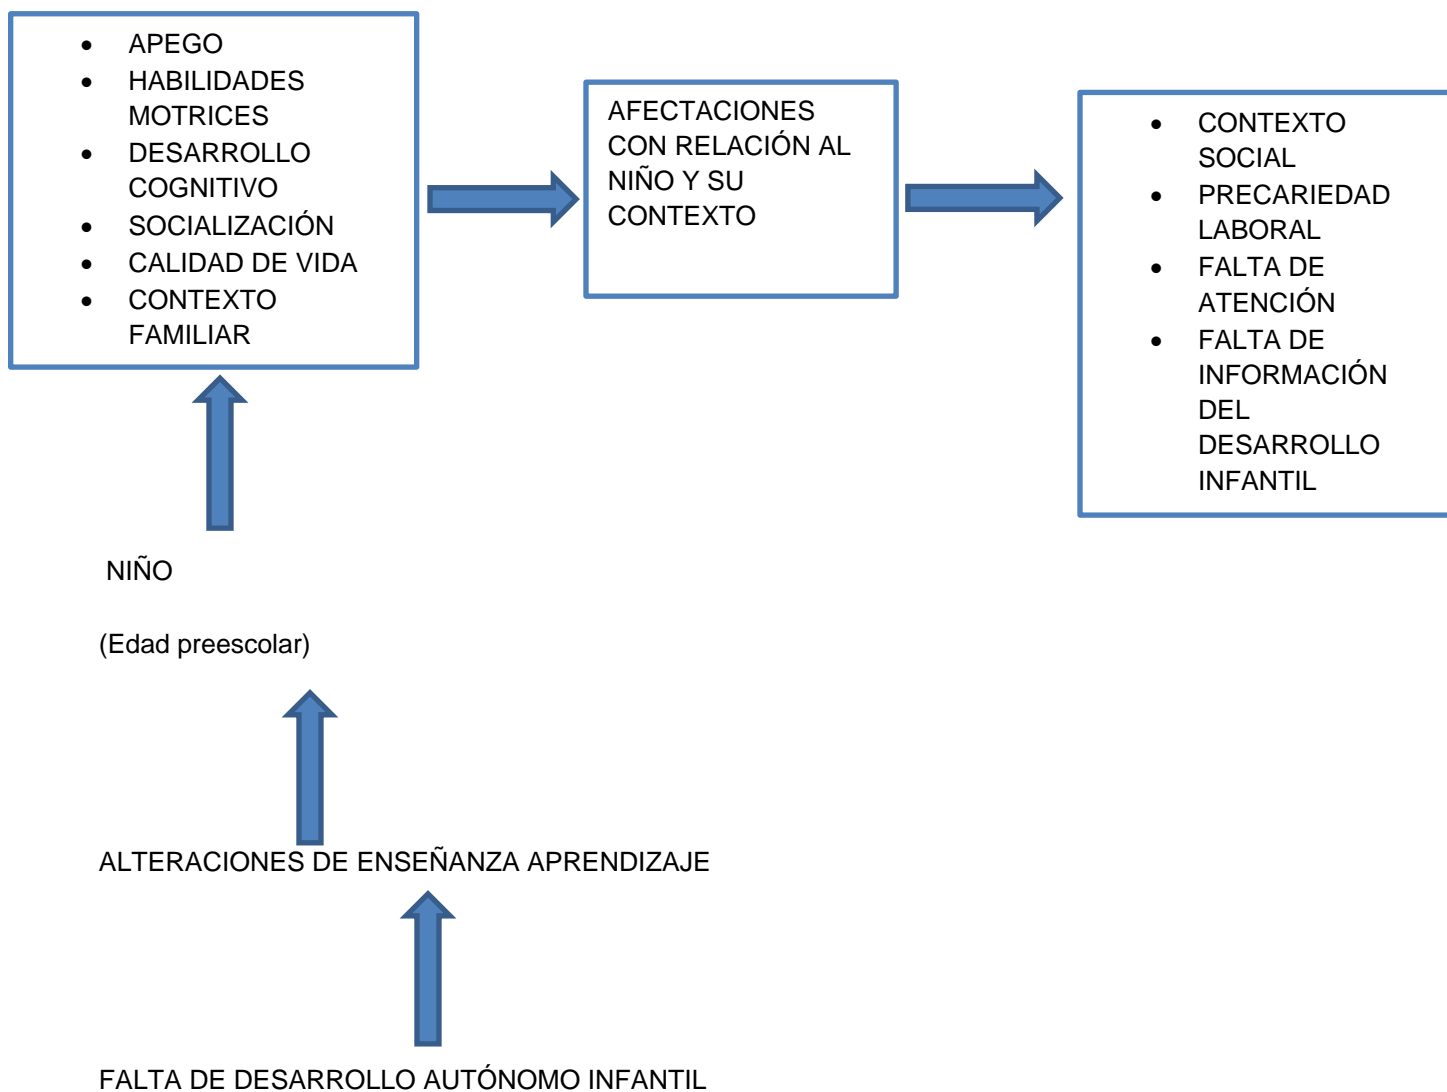 • APEGO
• HABILIDADES
MOTRICES
• DESARROLLO
COGNITIVO
• SOCIALIZACIÓN
• CALIDAD DE VIDA
• CONTEXTO
FAMILIAR
AFECTACIONES
CON RELACIÓN AL
NIÑO Y SU
CONTEXTO
• CONTEXTO
SOCIAL
• PRECARIEDAD
LABORAL
• FALTA DE
ATENCIÓN
• FALTA DE
INFORMACIÓN
DEL
DESARROLLO
INFANTIL
NIÑO
(Edad preescolar)
ALTERACIONES DE ENSEÑANZA APRENDIZAJE
FALTA DE DESARROLLO AUTÓNOMO INFANTIL